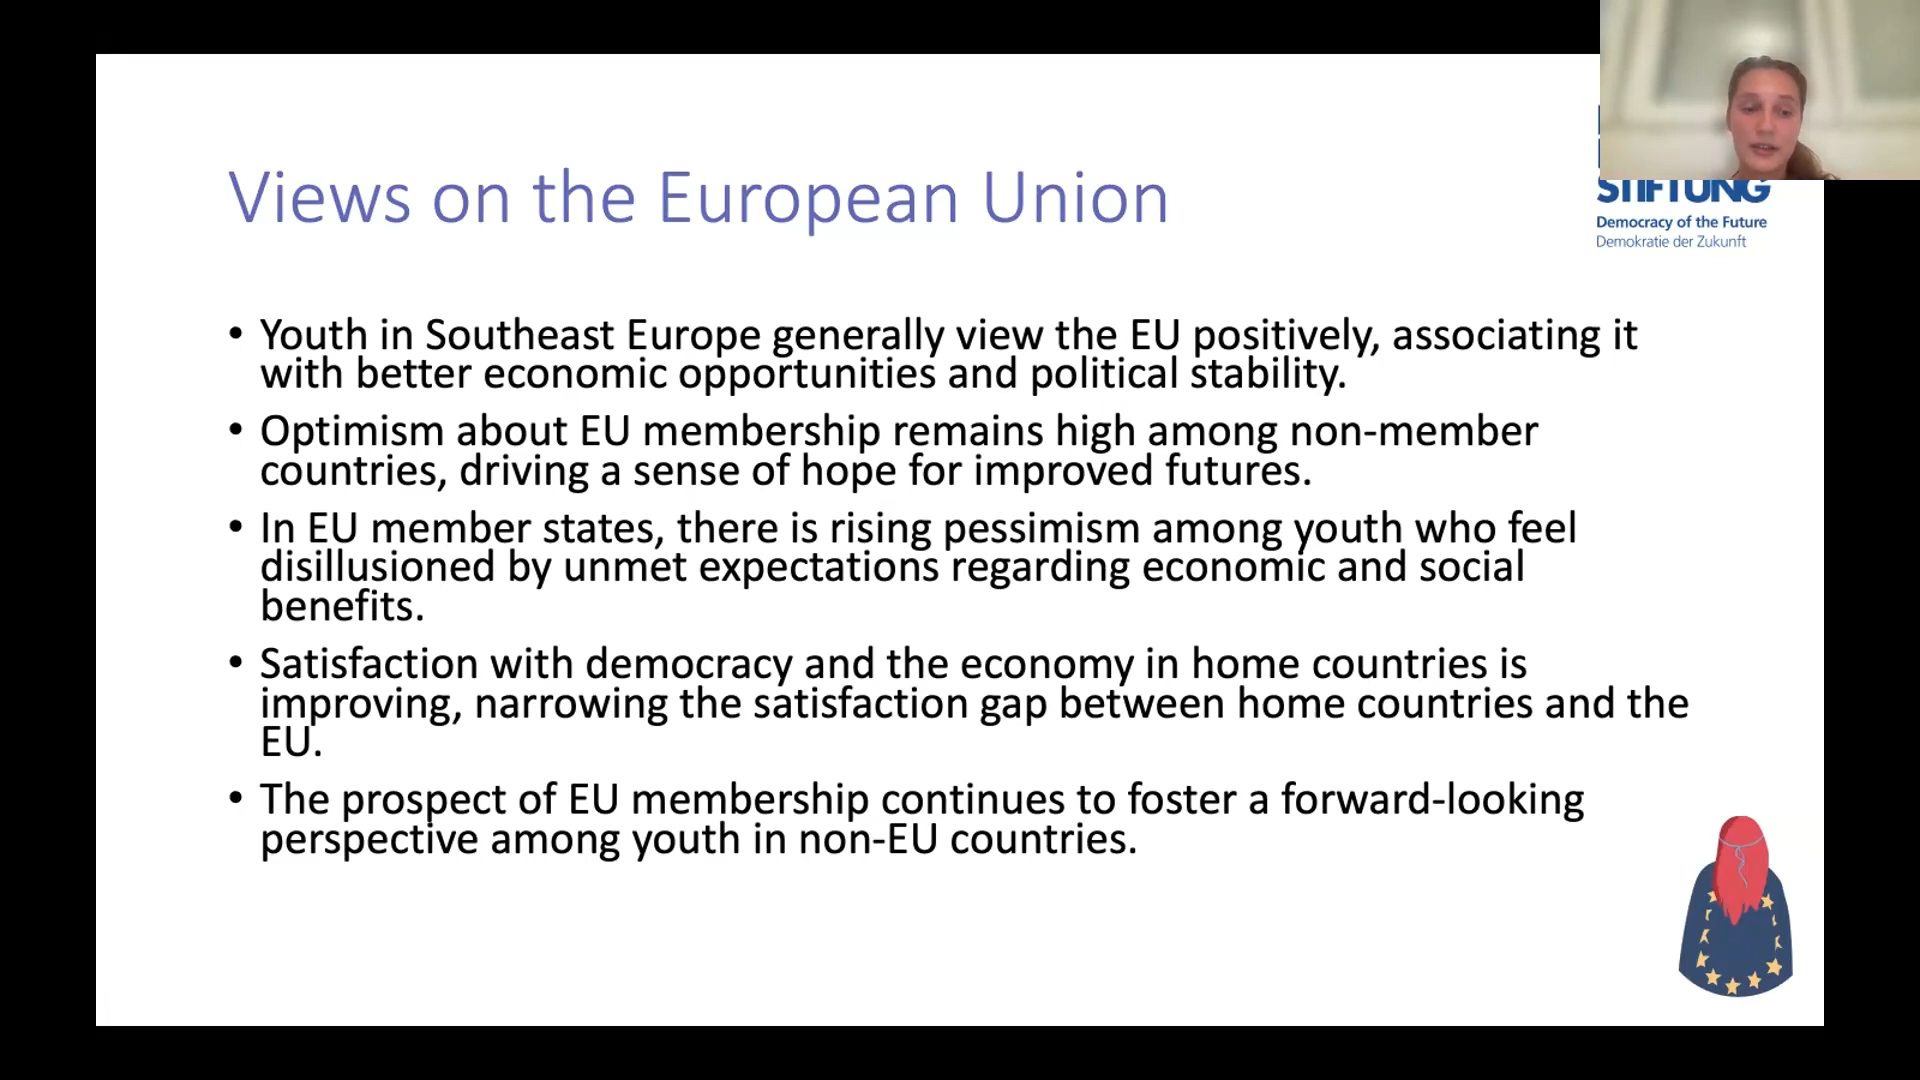 Views on the European Union
STIFTUNG
Democracy of the Future
Demokratie der Zukunft
• Youth in Southeast Europe generally view the EU positively, associating it
with better economic opportunities and political stability.
• Optimism about EU membership remains high among non-member
countries, driving a sense of hope for improved futures.
• In EU member states, there is rising pessimism among youth who feel
disillusioned by unmet expectations regarding economic and social
benefits.
• Satisfaction with democracy and the economy in home countries is
improving, narrowing the satisfaction gap between home countries and the
EU.
• The prospect of EU membership continues to foster a forward-looking
perspective among youth in non-EU countries.